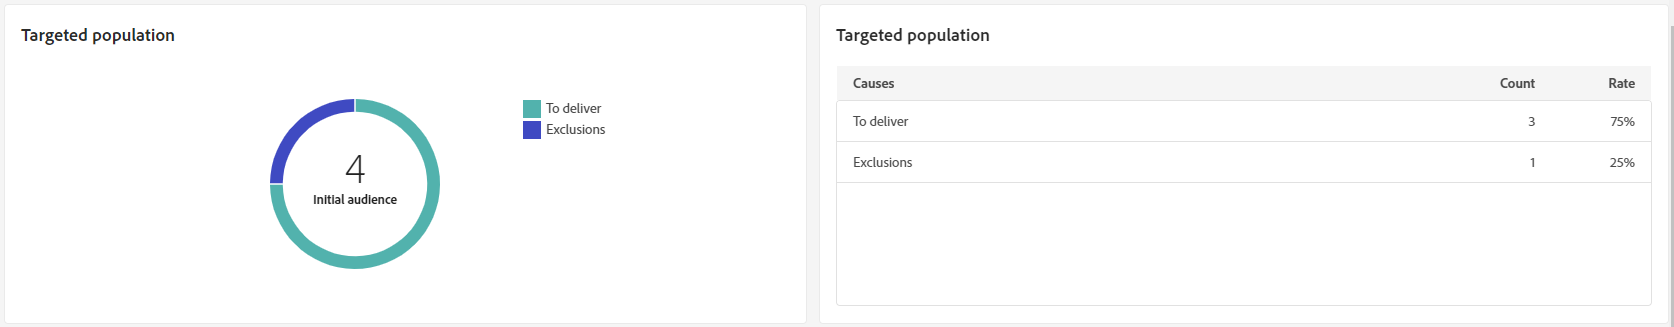 Targeted population
To deliver
Exclusions
4
Initial audience
Targeted population
Causes Count Rate
To deliver 3 75%
Exclusions 1 25%